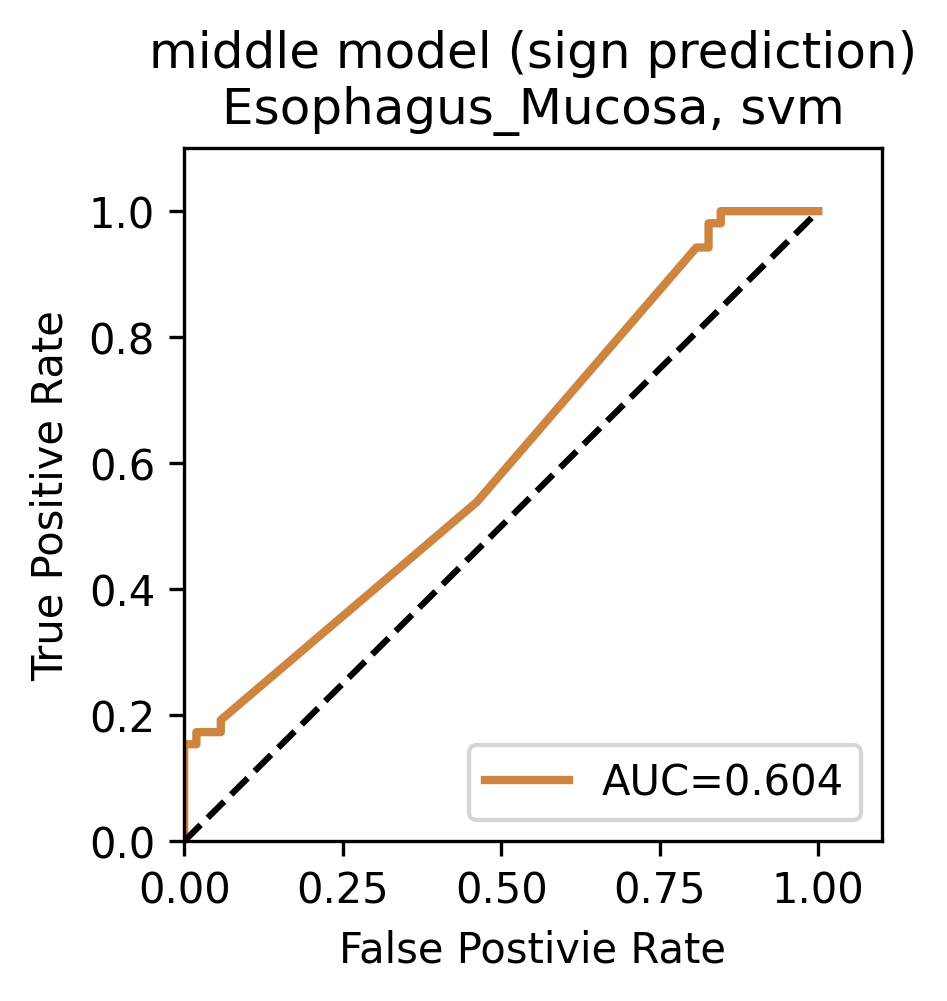 middle model (sign prediction)
Esophagus_Mucosa, svm
1.0
0.8
0.6
0.4
0.2
0.0
True Positive Rate
AUC=0.604
0.00 0.25 0.50 0.75 1.00
False Postivie Rate